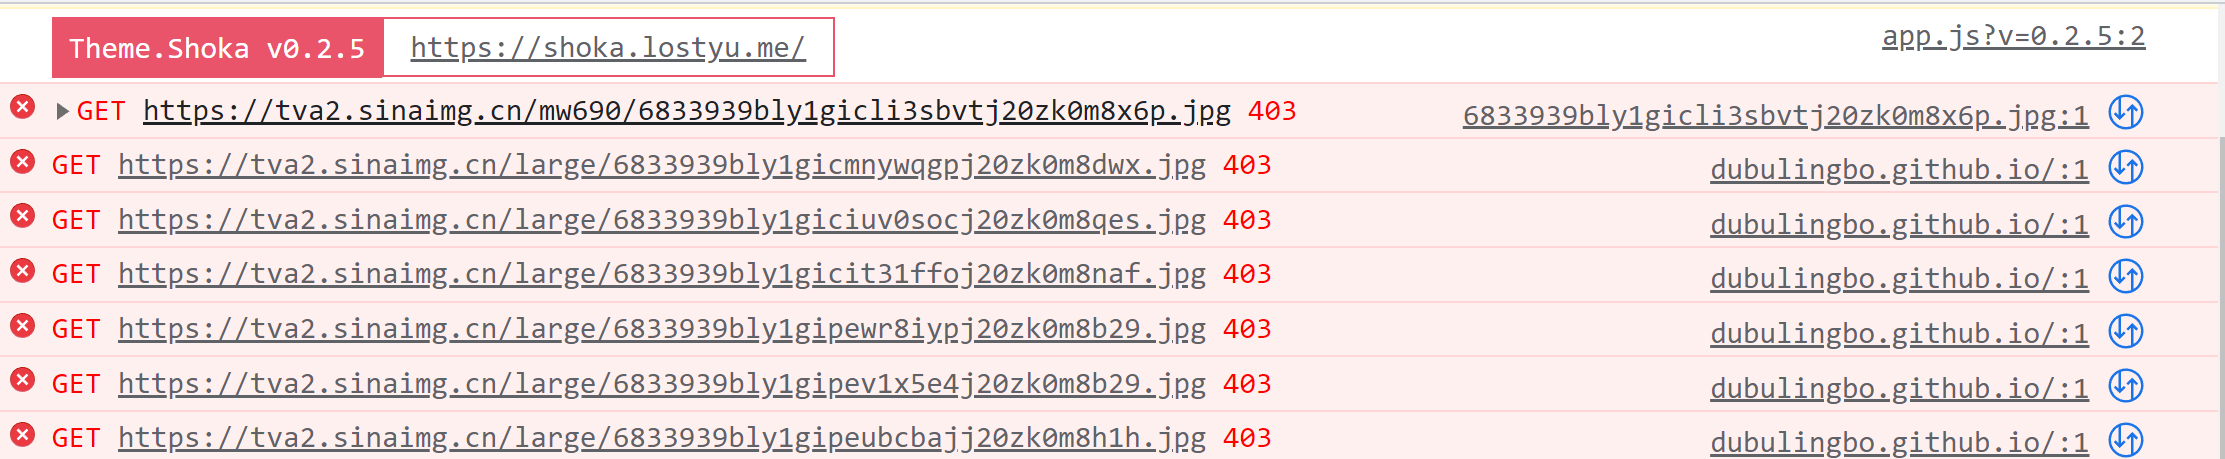 Theme.Shoka v0.2.5 https://shoka.lostyu.me/ app.js?v=0.2.5:2
GET https://tva2.sinaimg.cn/mw690/6833939bly1gicli3sbvtj20zk0m8x6p.jpg 403 6833939bly1gicli3sbvtj20zk0m8x6p.jpg:1
GET https://tva2.sinaimg.cn/large/6833939bly1gicmnywqgpj20zk0m8dwx.jpg 403 dubulingbo.github.io/:1
GET https://tva2.sinaimg.cn/large/6833939bly1giciuv0socj20zk0m8qes.jpg 403 dubulingbo.github.io/:1
GET https://tva2.sinaimg.cn/large/6833939bly1gicit31ffoj20zk0m8naf.jpg 403 dubulingbo.github.io/:1
GET https://tva2.sinaimg.cn/large/6833939bly1gipewr8iypj20zk0m8b29.jpg 403 dubulingbo.github.io/:1
GET https://tva2.sinaimg.cn/large/6833939bly1gipev1x5e4j20zk0m8b29.jpg 403 dubulingbo.github.io/:1
GET https://tva2.sinaimg.cn/large/6833939bly1gipeubcbajj20zk0m8h1h.jpg 403 dubulingbo.github.io/:1